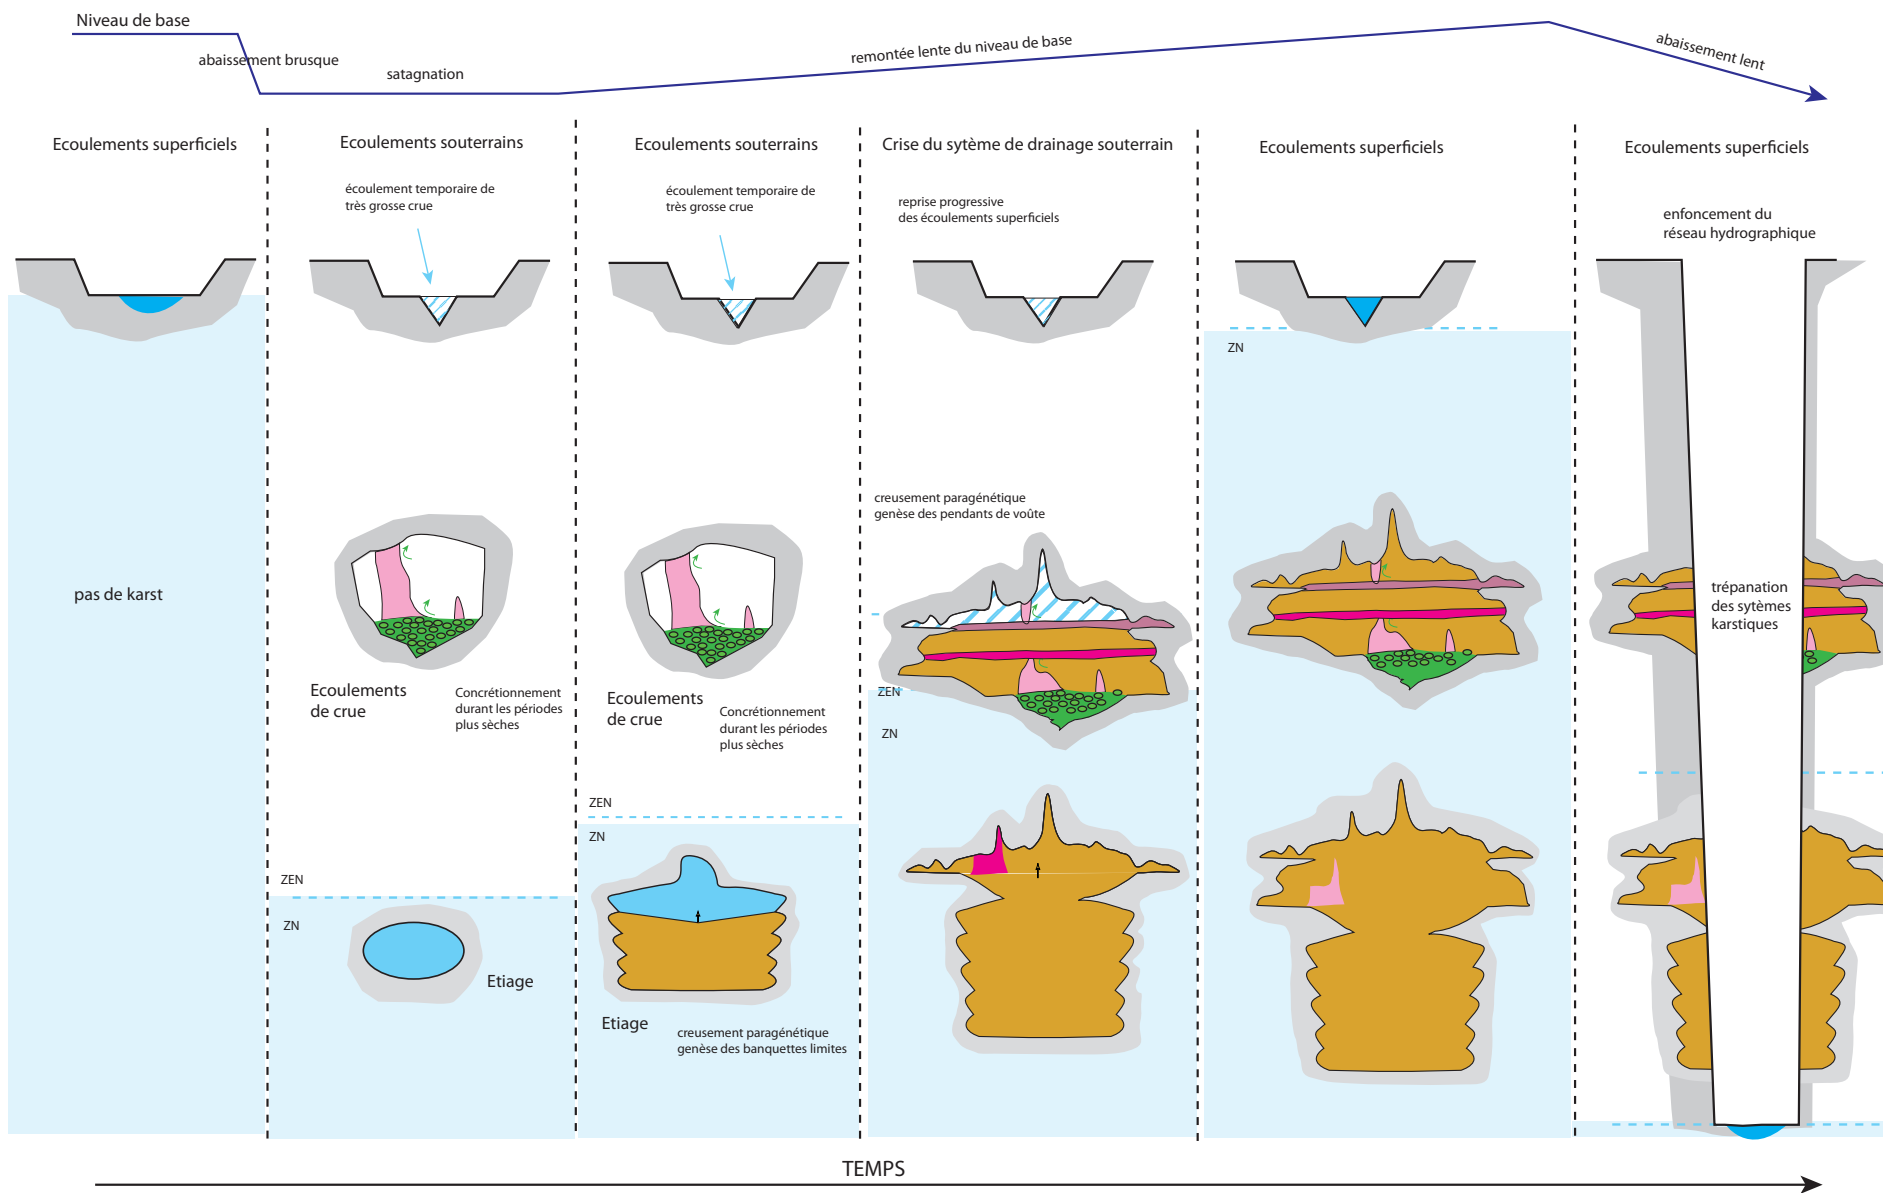 Niveau de base
abaissement brusque
satagnation
remontée lente du niveau de base
abaissement lent
Ecoulements superficiels
Ecoulements souterrains
Ecoulements souterrains
Crise du sytème de drainage souterrain
Ecoulements superficiels
Ecoulements superficiels
écoulement temporaire de
très grosse crue
écoulement temporaire de
très grosse crue
reprise progressive
des écoulements superficiels
enfoncement du
réseau hydrographique
ZN
creusement paragénétique
genèse des pendants de voûte
pas de karst
trépanation
des sytèmes
karstiques
Ecoulements
de crue
Concrétionnement
durant les périodes
plus sèches
Ecoulements
de crue
Concrétionnement
durant les périodes
plus sèches
ZEN
ZN
ZEN
ZN
ZEN
ZN
Etiage
Etiage
creusement paragénétique
genèse des banquettes limites
TEMPS